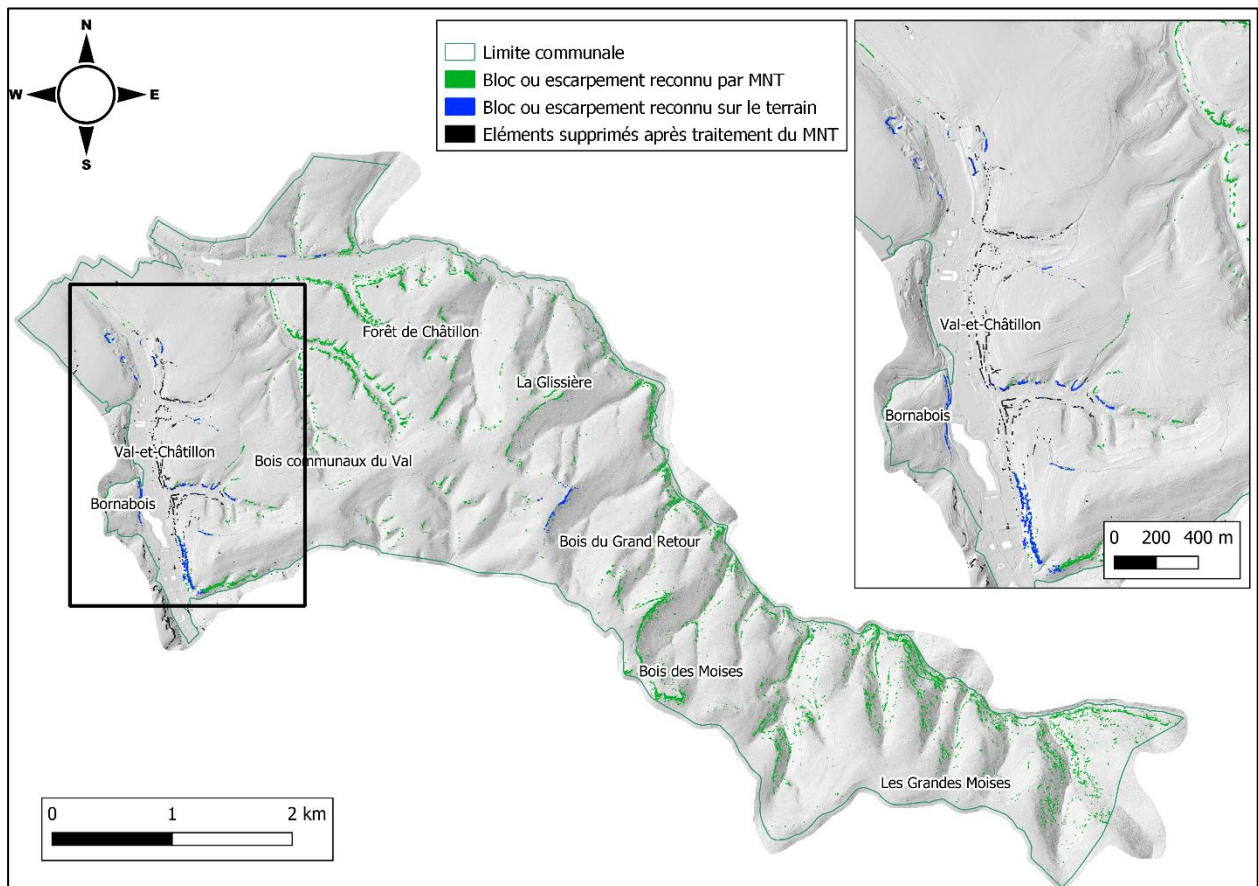 N
W
E
S
Limite communale
Bloc ou escarpement reconnu par MNT
Bloc ou escarpement reconnu sur le terrain
Eléments supprimés après traitement du MNT
Forêt de Châtillon
La Glissière
Val-et-Châtillon
Bois communaux du Val
Bornabois
Bois du Grand Retour
Bois des Moises
Les Grandes Moises
0 1 2 km
Val-et-Châtillon
Bornabois
0 200 400 m